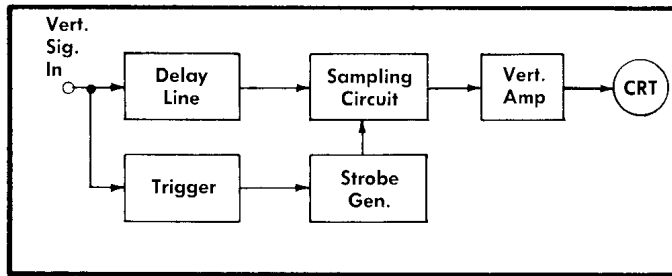 Vert.
Sig.
In
Delay
Line
Sampling
Circuit
Vert.
Amp
CRT
Trigger
Strobe
Gen.